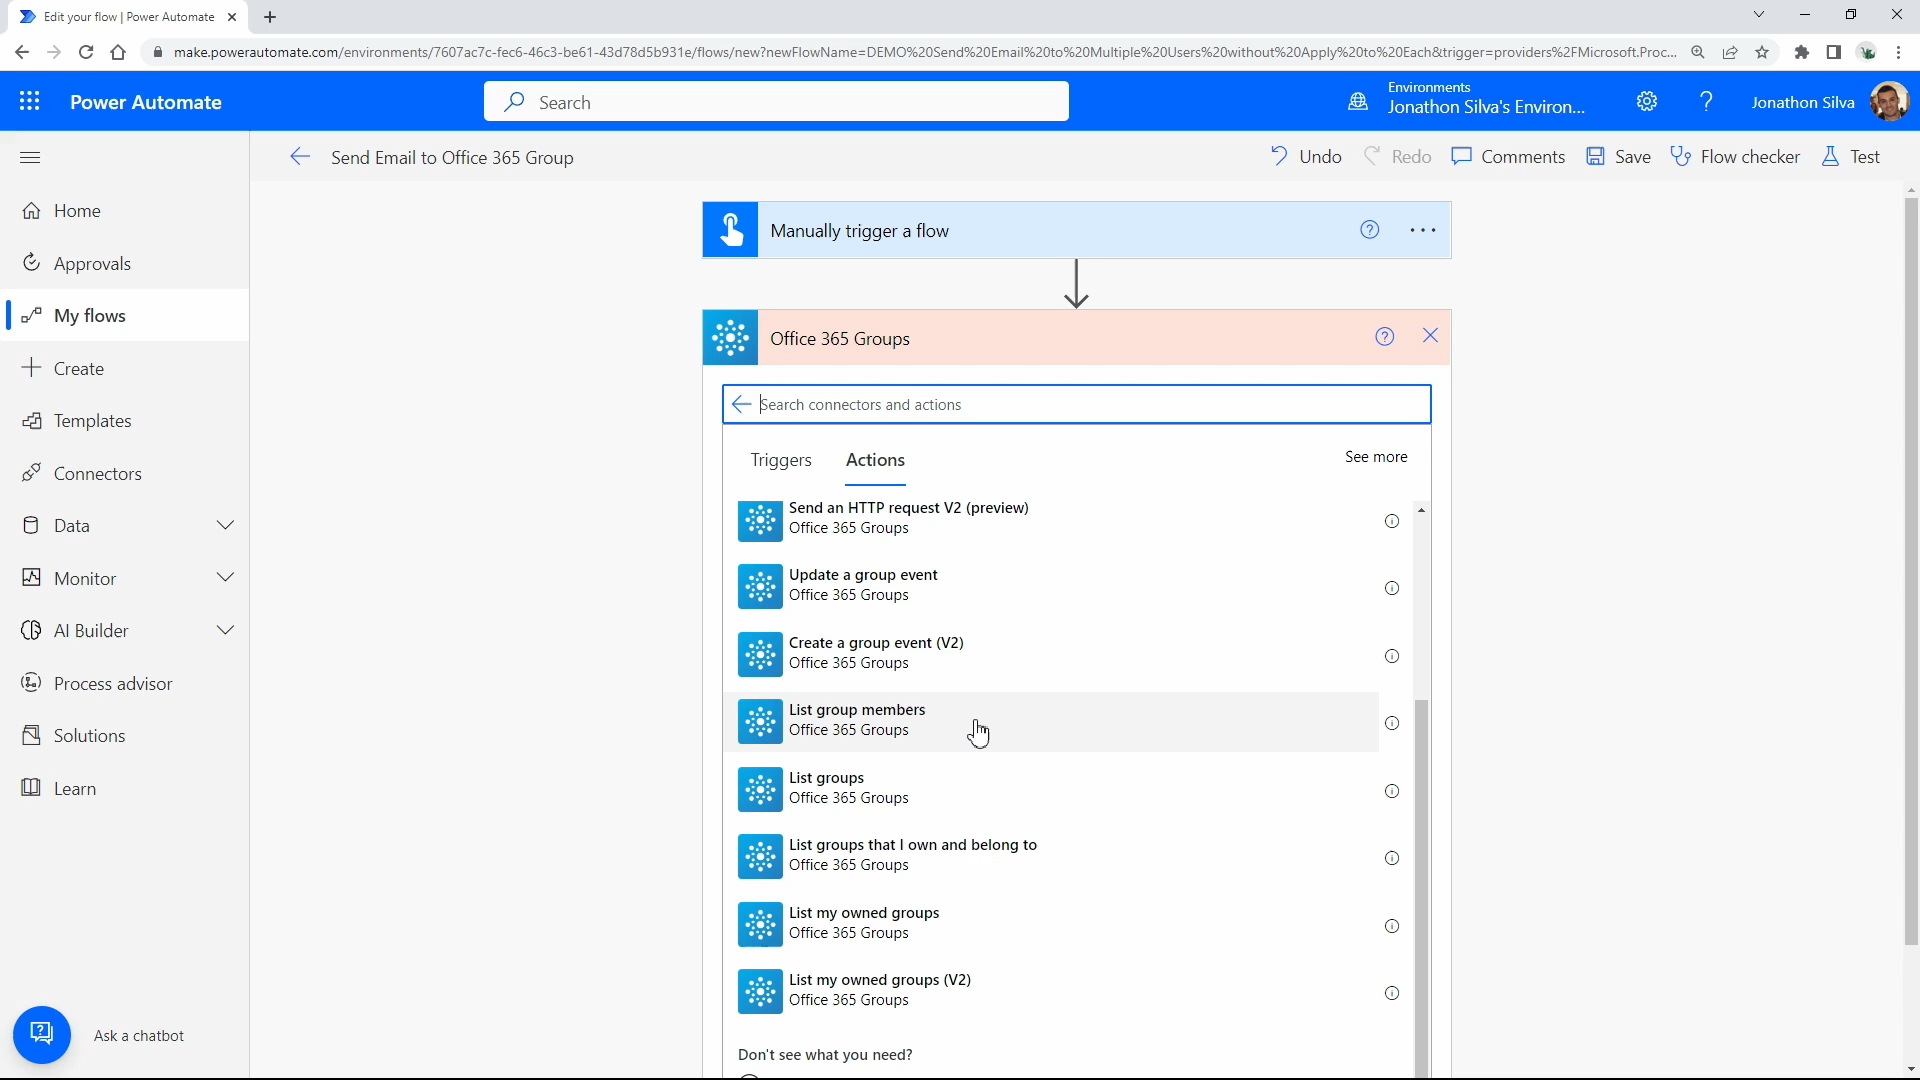 Edit your flow | Power Automate
make.powerautomate.com/environments/7607ac7c-fec6-46c3-be61-43d78d5b931e/flows/new?newFlowName=DEMO%20Send%20Email%20to%20Multiple%20Users%20without%20Apply%20to%20Each&trigger=providers%2FMicrosoft.Proc...
Power Automate
Search
Environments
Jonathon Silva's Environ...
Jonathon Silva
Send Email to Office 365 Group
Undo
Redo
Comments
Save
Flow checker
Test
Home
Approvals
My flows
Create
Templates
Connectors
Data
Monitor
AI Builder
Process advisor
Solutions
Learn
Ask a chatbot
Manually trigger a flow
Office 365 Groups
Search connectors and actions
Triggers
Actions
See more
Send an HTTP request V2 (preview)
Office 365 Groups
Update a group event
Office 365 Groups
Create a group event (V2)
Office 365 Groups
List group members
Office 365 Groups
List groups
Office 365 Groups
List groups that I own and belong to
Office 365 Groups
List my owned groups
Office 365 Groups
List my owned groups (V2)
Office 365 Groups
Don't see what you need?